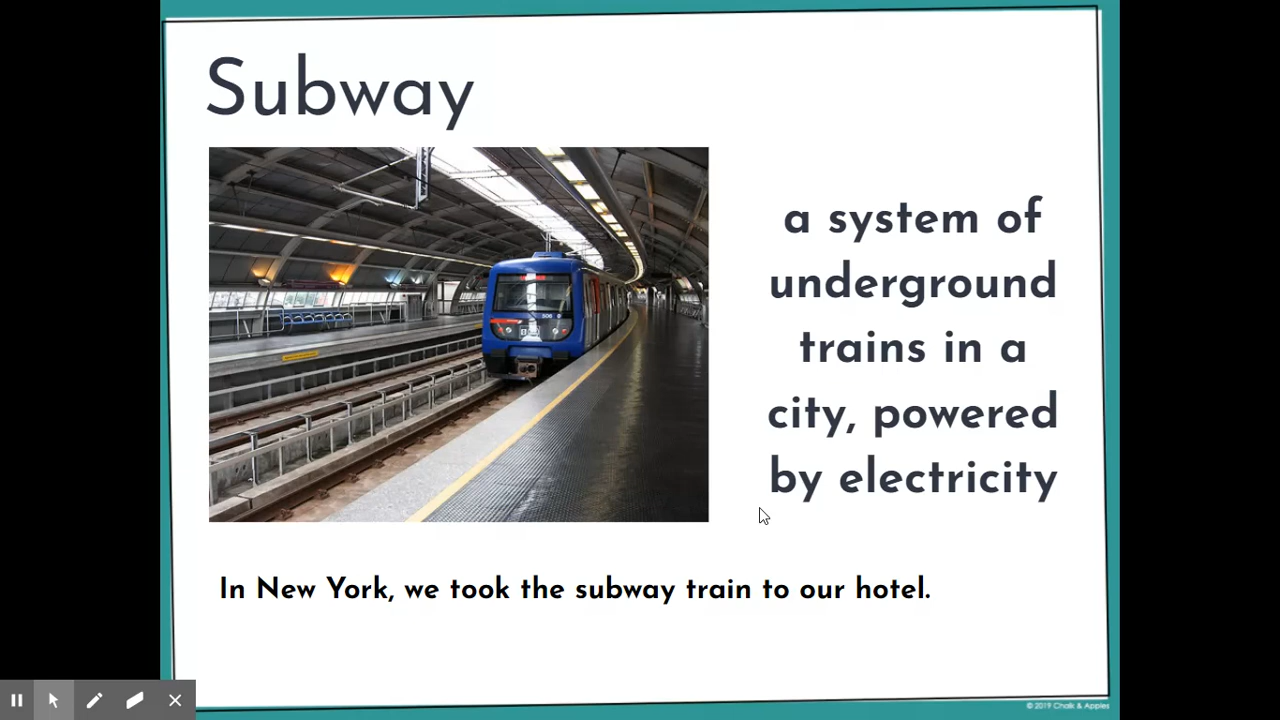 Subway
a system of
underground
trains in a
city, powered
by electricity
In New York, we took the subway train to our hotel.
© 2019 Chalk & Apples